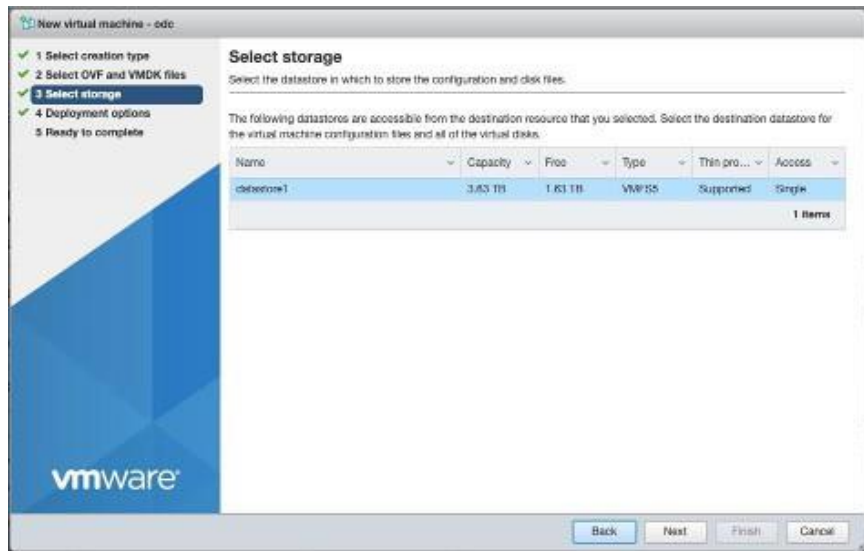 New virtual machine - odc
1 Select creation type
2 Select OVF and VMDK files
3 Select storage
4 Deployment options
5 Ready to complete
Select storage
Select the datastore in which to store the configuration and disk files.
The following datastores are accessible from the destination resource that you selected. Select the destination datastore for
the virtual machine configuration files and all of the virtual disks.
Name Capacity Free Type Thin pro... Access
datastore1 3.63 TB 1.63 TB VMFS5 Supported Single
1 items
vmware
Back Next Finish Cancel